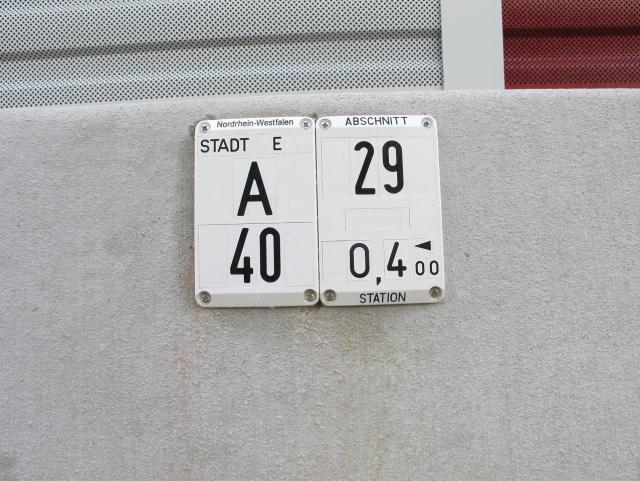 Nordrhein-Westfalen
STADT E
A
40
ABSCHNITT
29
0,4 00
STATION